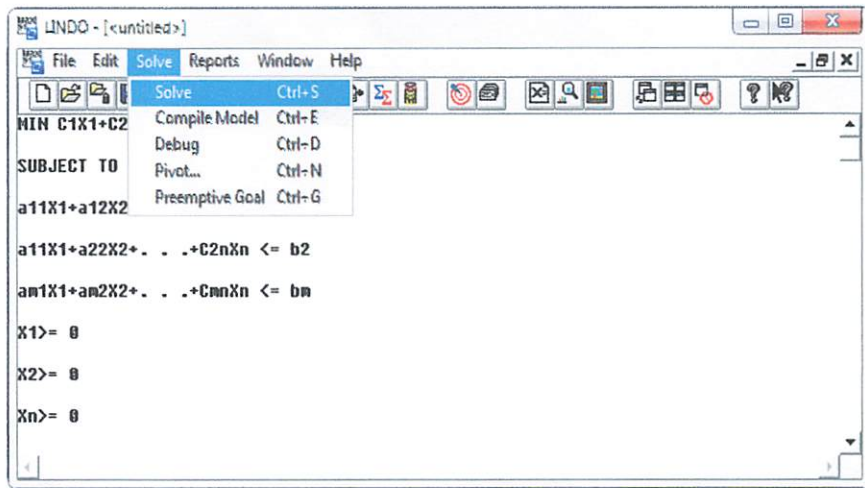 LINDO - [<untitled>]
File Edit Solve Reports Window Help
Solve Ctrl+S
Compile Model Ctrl+E
Debug Ctrl+D
Pivot... Ctrl+N
Preemptive Goal Ctrl+G
MIN C1X1+C2
SUBJECT TO
a11X1+a12X2
a11X1+a22X2+. . .+C2nXn <= b2
am1X1+am2X2+. . .+CmnXn <= bm
X1>= 0
X2>= 0
Xn>= 0